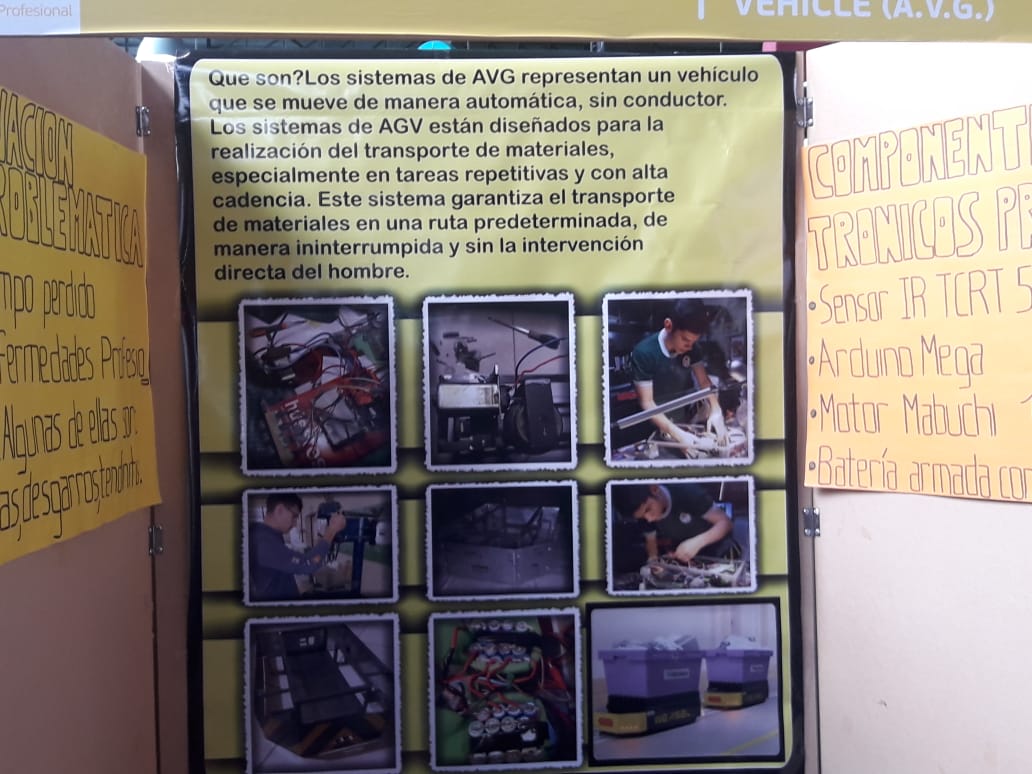 Profesional
VEHICLE (A.V.G.)
Que son?Los sistemas de AVG representan un vehículo
que se mueve de manera automática, sin conductor.
Los sistemas de AGV están diseñados para la
realización del transporte de materiales,
especialmente en tareas repetitivas y con alta
cadencia. Este sistema garantiza el transporte
de materiales en una ruta predeterminada, de
manera ininterrumpida y sin la intervención
directa del hombre.
UACION
ROBLEMATICA
mpo perdido
fermedades Profesio
Algunas de ellas son:
as,desgarros,tendinitis.
COMPONENT
TRONICOS P
•Sensor IR TCRT 5
•Arduino Mega
•Motor Mabuchi
•Batería armada co